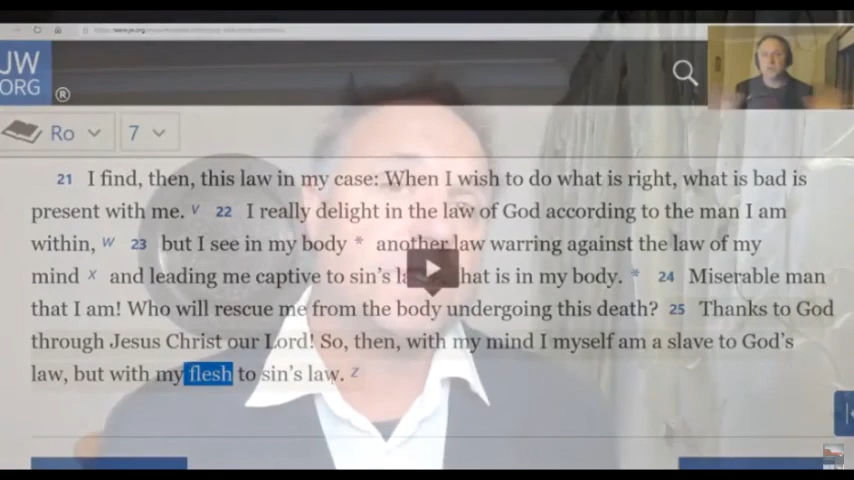 JW
ORG
®
Ro
7
21 I find, then, this law in my case: When I wish to do what is right, what is bad is
present with me. V 22 I really delight in the law of God according to the man I am
within, W 23 but I see in my body * another law warring against the law of my
mind X and leading me captive to sin's that is in my body. * 24 Miserable man
that I am! Who will rescue me from the body undergoing this death? 25 Thanks to God
through Jesus Christ our Lord! So, then, with my mind I myself am a slave to God's
law, but with my flesh to sin's law. Z